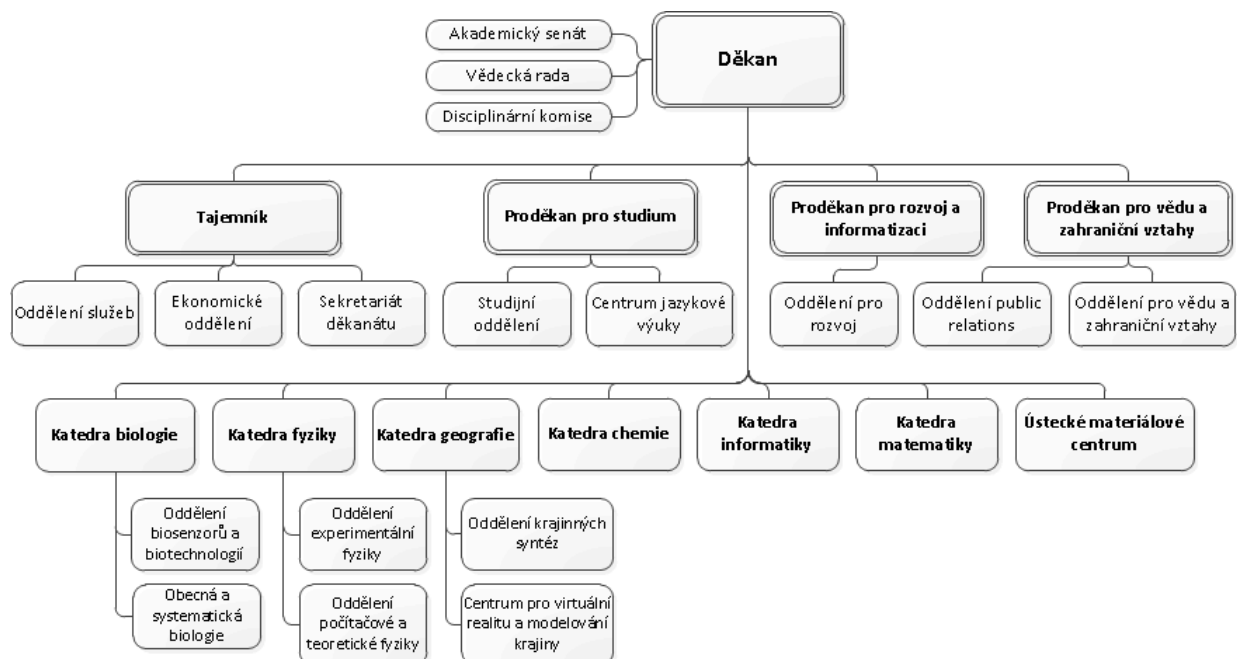 Akademický senát
Vědecká rada
Disciplinární komise
Děkan
Tajemník
Proděkan pro studium
Proděkan pro rozvoj a
informatizaci
Proděkan pro vědu a
zahraniční vztahy
Oddělení služeb
Ekonomické
oddělení
Sekretariát
děkanátu
Studijní
oddělení
Centrum jazykové
výuky
Oddělení pro
rozvoj
Oddělení public
relations
Oddělení pro vědu a
zahraniční vztahy
Katedra biologie
Katedra fyziky
Katedra geografie
Katedra chemie
Katedra
informatiky
Katedra
matematiky
Ústecké materiálové
centrum
Oddělení
biosenzorů a
biotechnologií
Oddělení
experimentální
fyziky
Oddělení krajinných
syntéz
Obecná a
systematická
biologie
Oddělení
počítačové a
teoretické fyziky
Centrum pro virtuální
realitu a modelování
krajiny